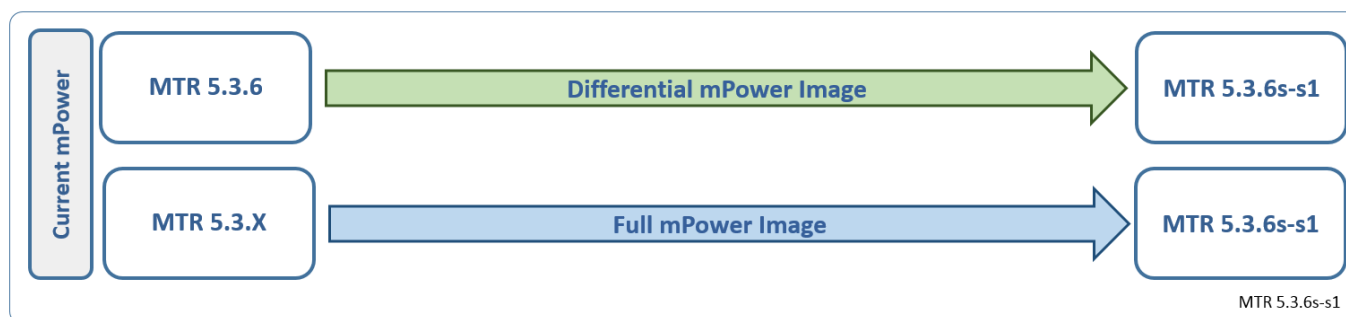 Current mPower
MTR 5.3.6
Differential mPower Image
MTR 5.3.6s-s1
MTR 5.3.X
Full mPower Image
MTR 5.3.6s-s1
MTR 5.3.6s-s1